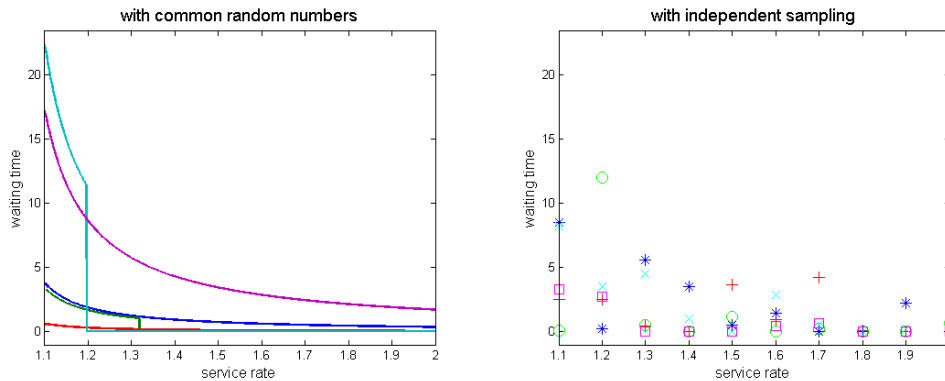 with common random numbers
20
15
10
5
0
waiting time
1.1 1.2 1.3 1.4 1.5 1.6 1.7 1.8 1.9 2
service rate
with independent sampling
20
15
10
5
0
waiting time
1.1 1.2 1.3 1.4 1.5 1.6 1.7 1.8 1.9
service rate